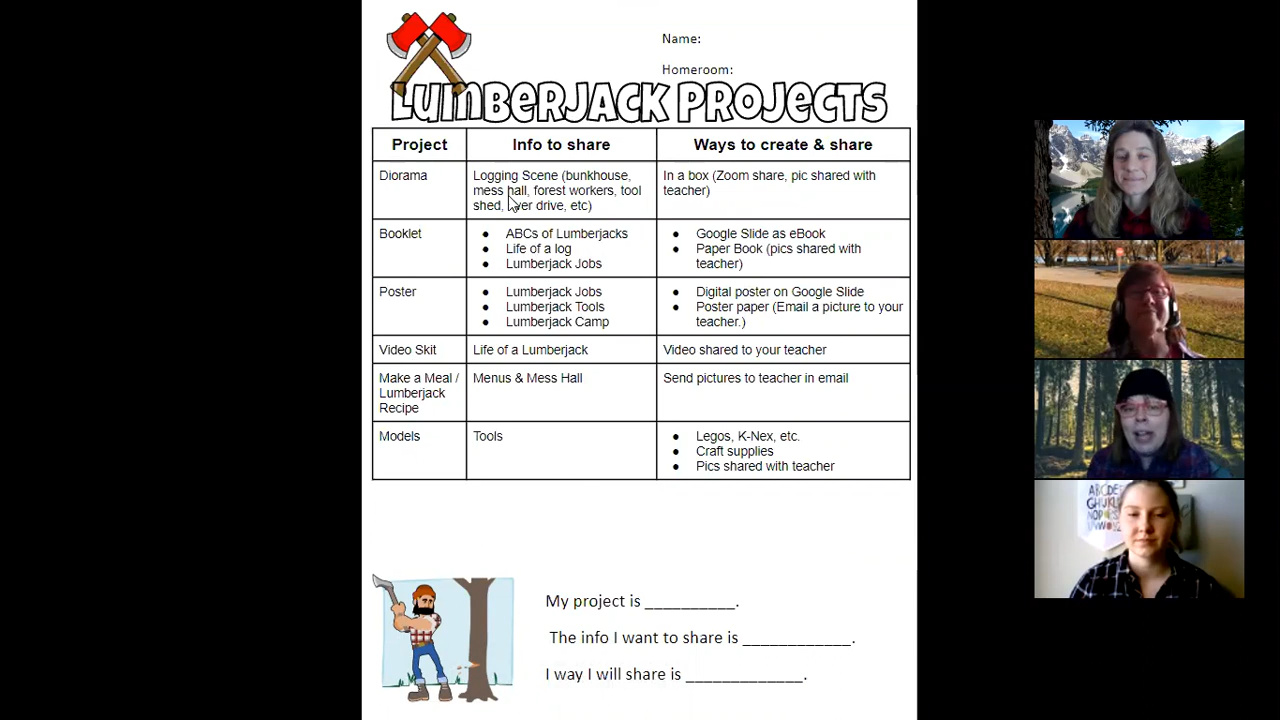 Name:
Homeroom:
LUMBERJACK PROJECTS
Project Info to share Ways to create & share
Diorama
Logging Scene (bunkhouse,
mess hall, forest workers, tool
shed, drive, etc)
In a box (Zoom share, pic shared with
teacher)
Booklet
● ABCs of Lumberjacks
● Life of a log
● Lumberjack Jobs
● Google Slide as eBook
● Paper Book (pics shared with
teacher)
Poster
● Lumberjack Jobs
● Lumberjack Tools
● Lumberjack Camp
● Digital poster on Google Slide
● Poster paper (Email a picture to your
teacher.)
Video Skit
Life of a Lumberjack
Video shared to your teacher
Make a Meal /
Lumberjack
Recipe
Menus & Mess Hall
Send pictures to teacher in email
Models
Tools
● Legos, K-Nex, etc.
● Craft supplies
● Pics shared with teacher
My project is __________.
The info I want to share is ____________.
I way I will share is _____________.
ABCDEF